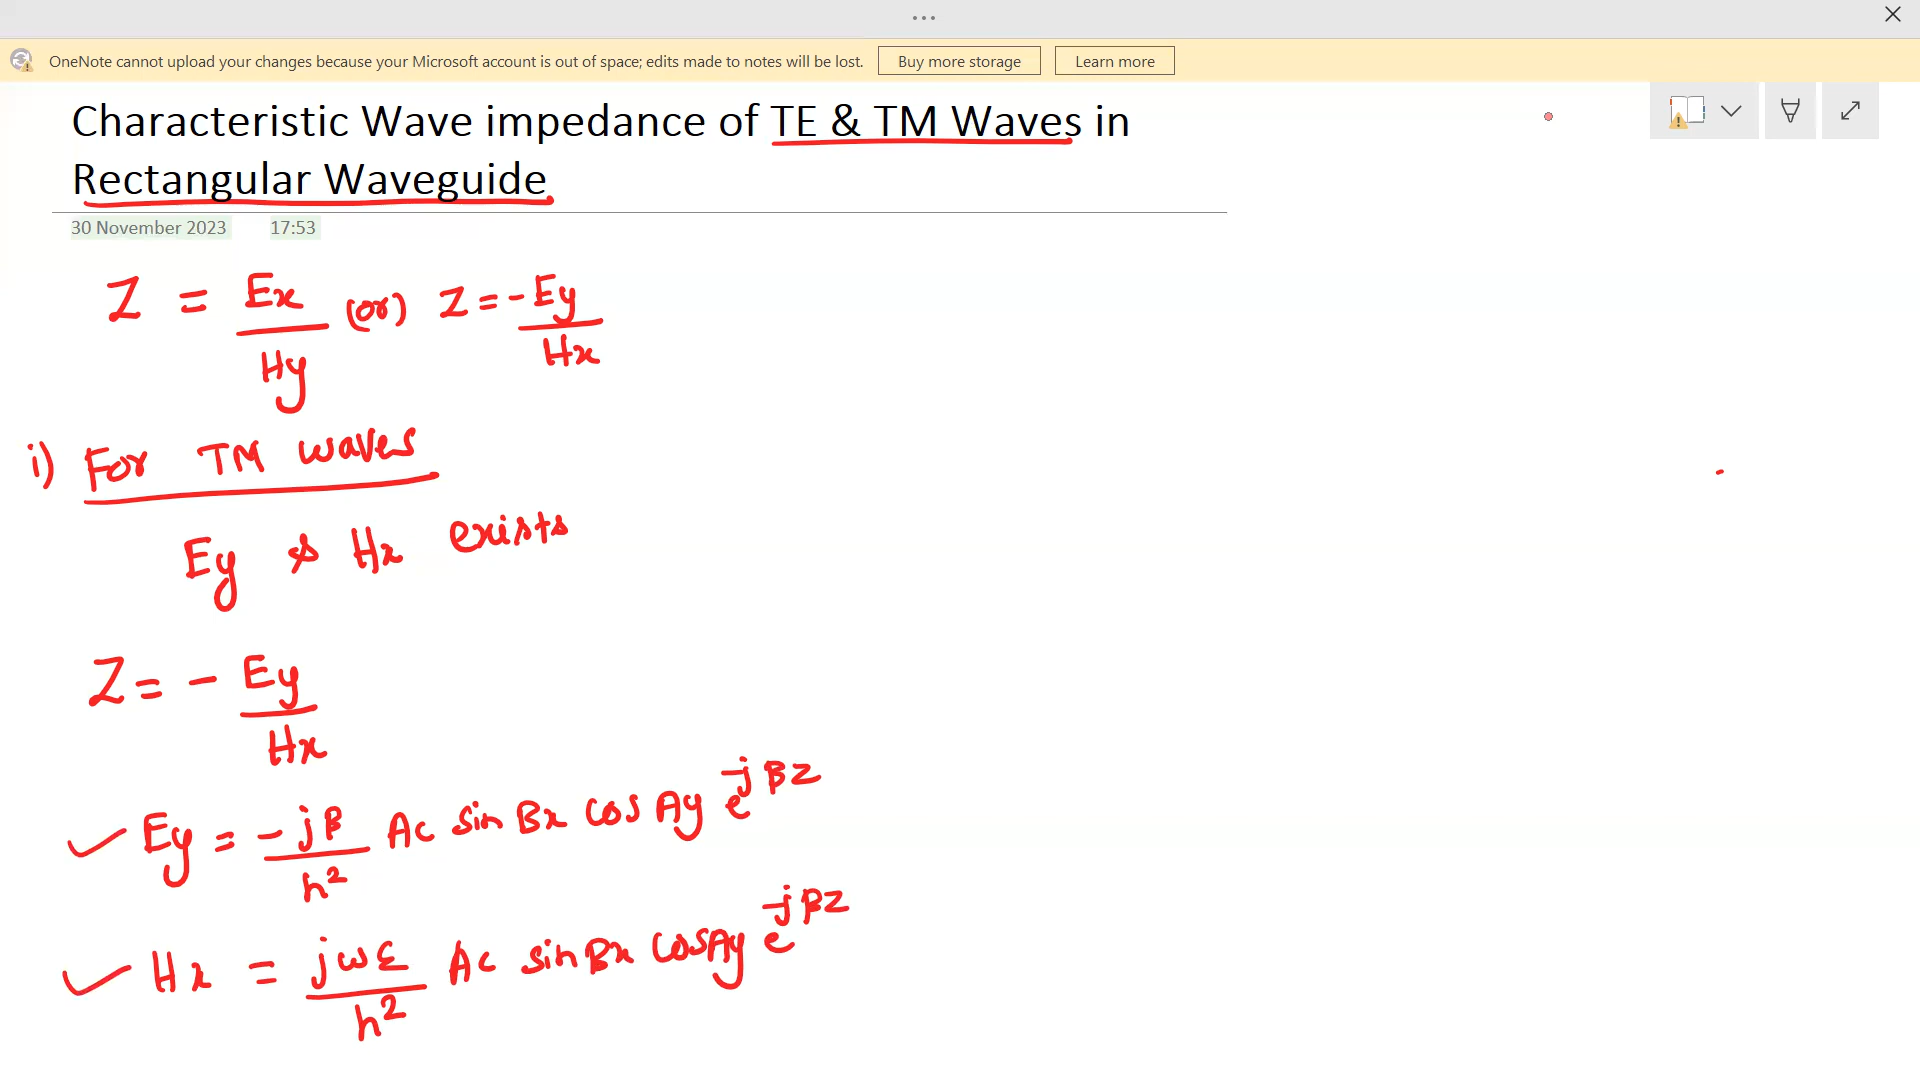 OneNote cannot upload your changes because your Microsoft account is out of space; edits made to notes will be lost. Buy more storage Learn more
Characteristic Wave impedance of TE & TM Waves in
Rectangular Waveguide
30 November 2023 17:53
Z = Ex/Hy (or) Z = -Ey/Hx
i) For TM waves
Ey & Hx exists
Z = - Ey/Hx
Ey = -jβ/h² AC sin Bx cos Ay e^-jβz
Hx = jωε/h² AC sin Bx cos Ay e^-jβz